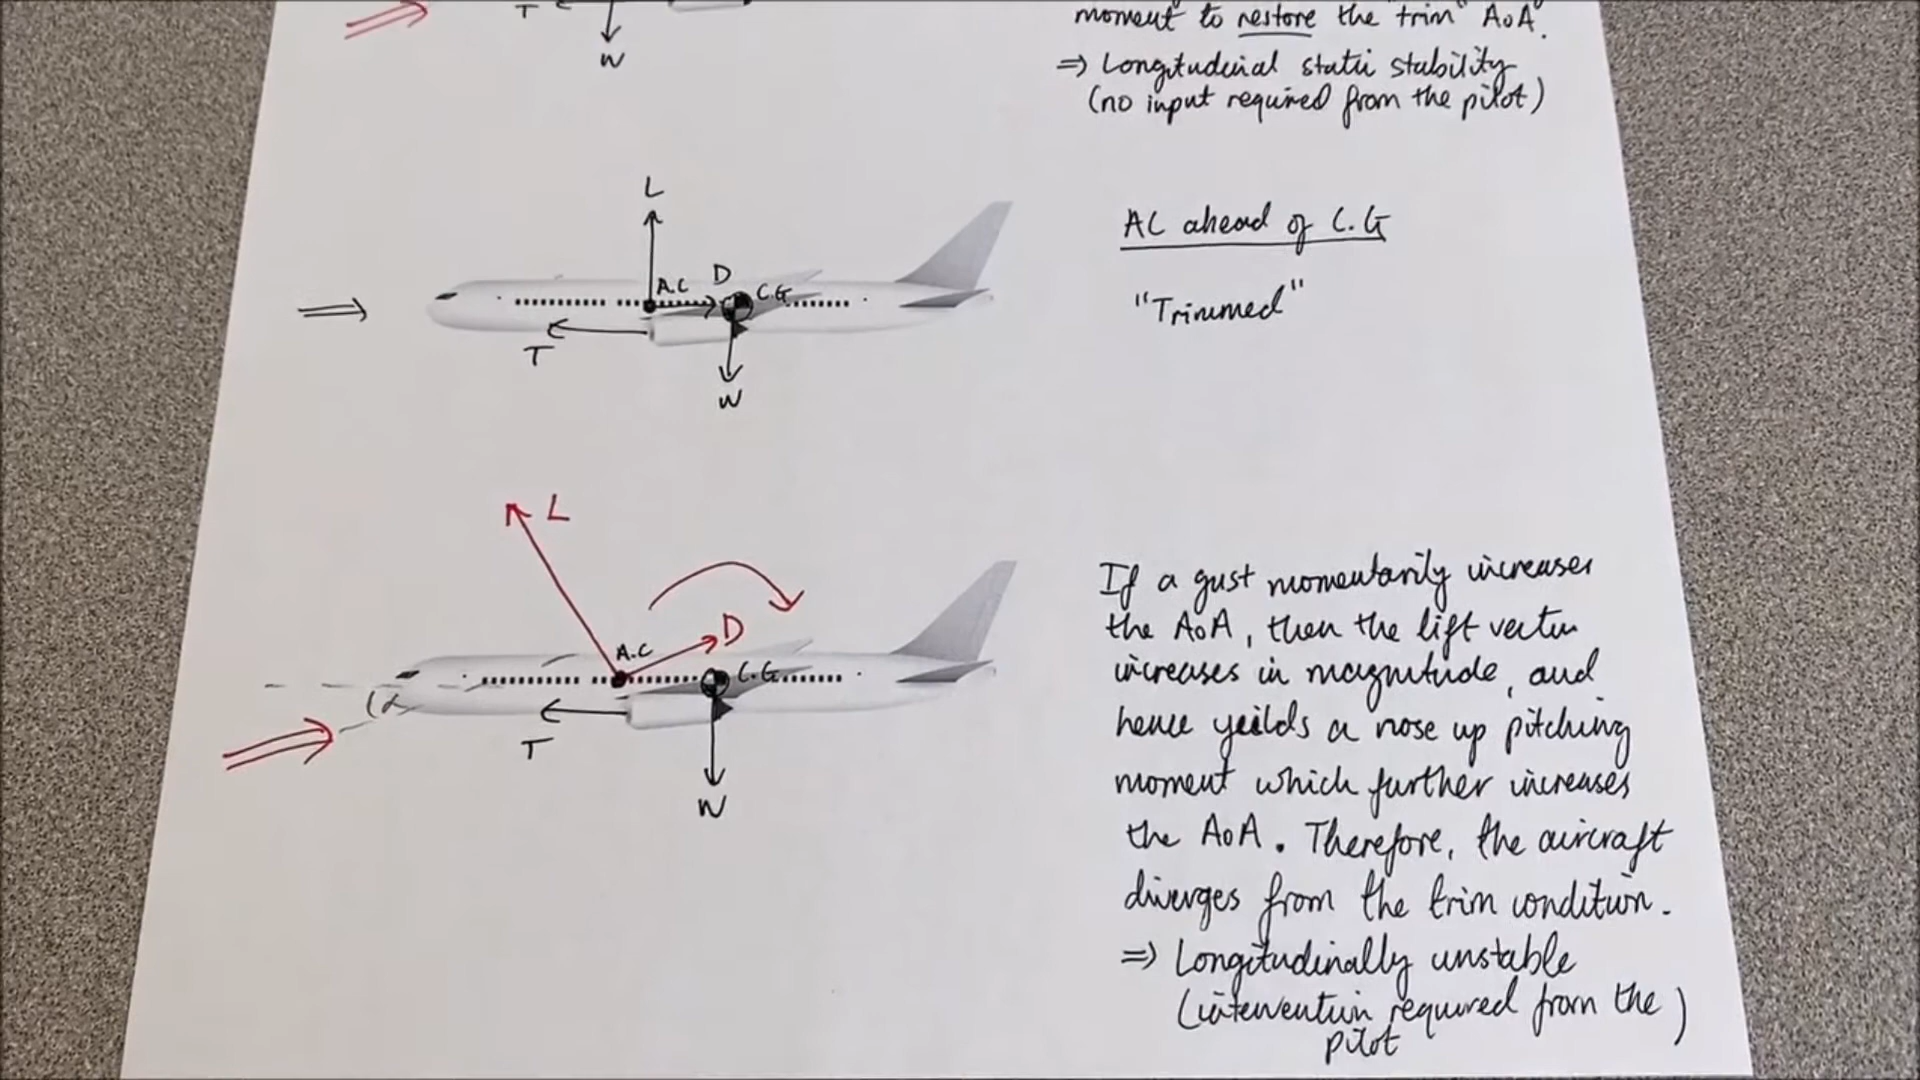 T
W
moment to restore the "trim" AoA.
⇒ Longitudinal static stability
(no input required from the pilot)
L
A.C
D
C.G
T
W
AC ahead of C.G
"Trimmed"
L
A.C
D
C.G
α
T
W
If a gust momentarily increases
the AoA, then the lift vector
increases in magnitude, and
hence yeilds a nose up pitching
moment which further increases
the AoA. Therefore, the aircraft
diverges from the trim condition.
⇒ Longitudinally unstable
(intervention required from the
pilot)